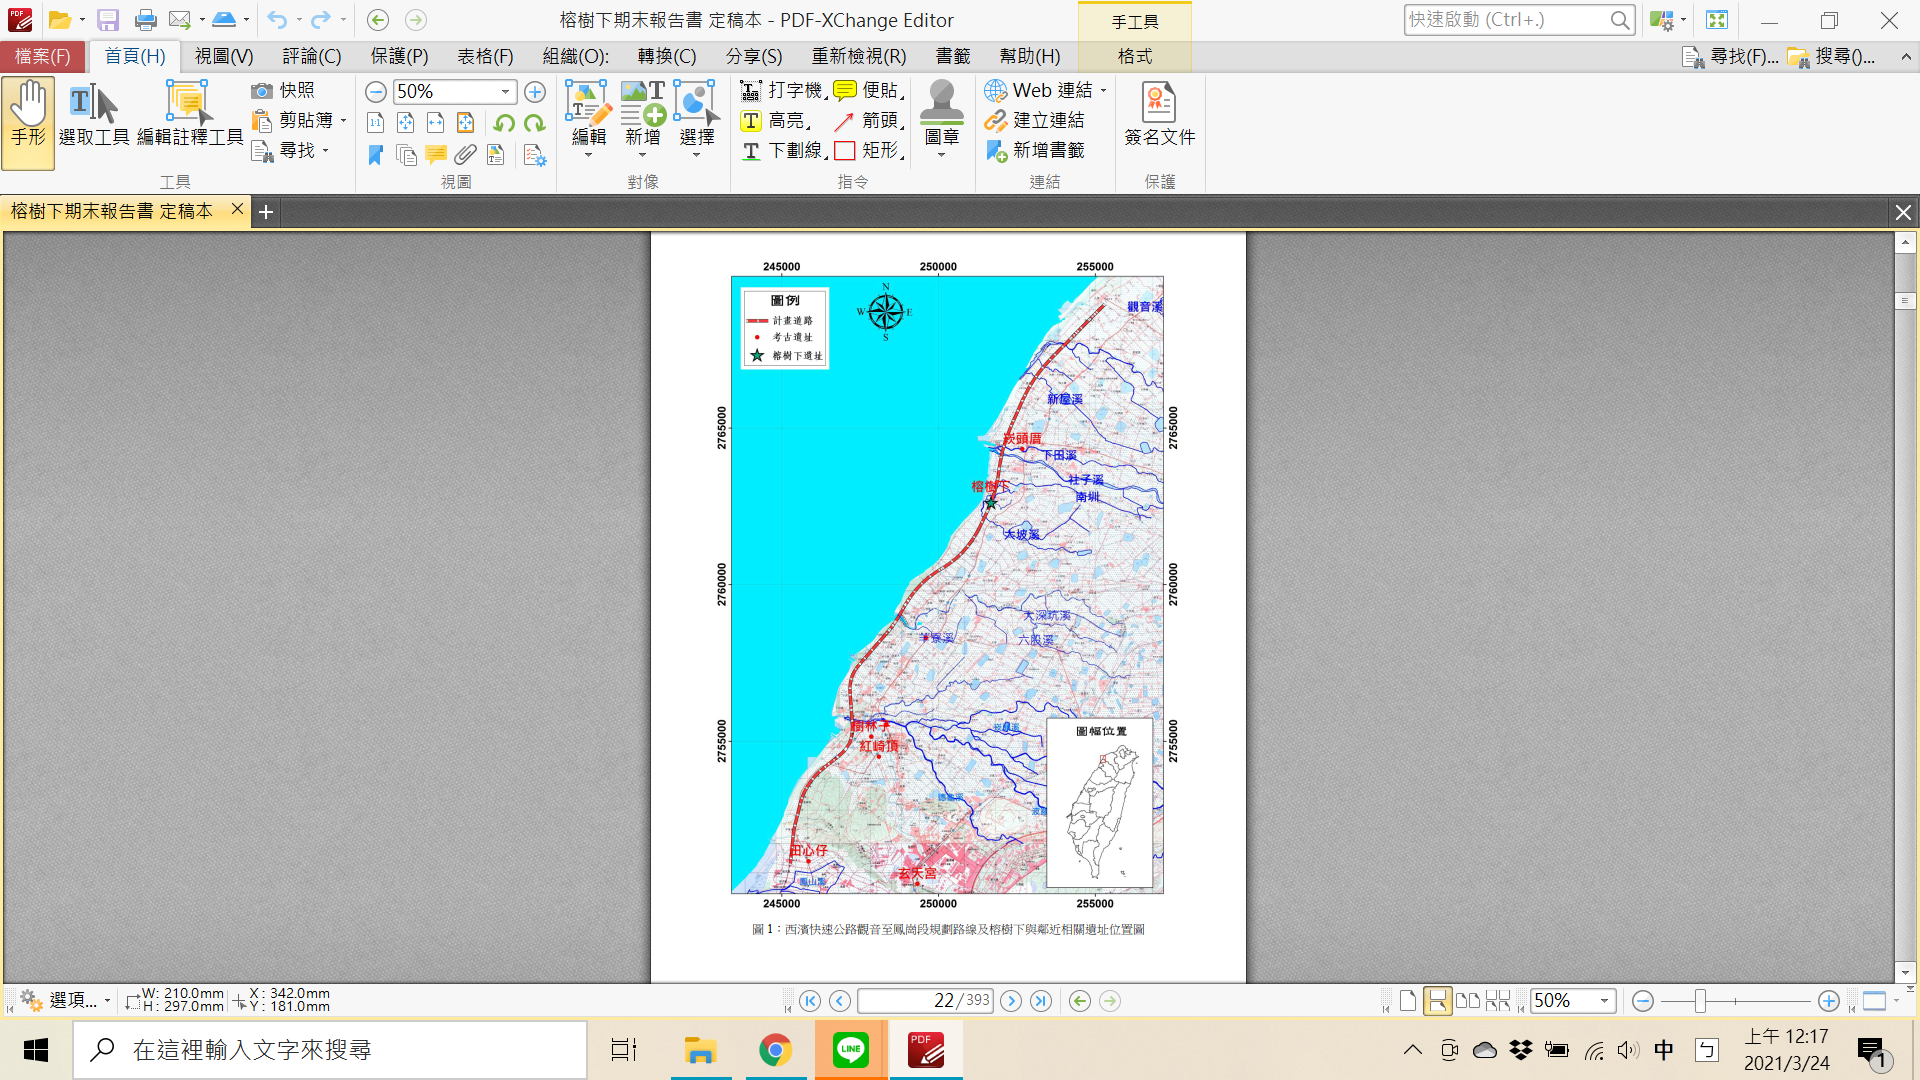 榕樹下期末報告書 定稿本 - PDF-XChange Editor
手工具
快速啟動 (Ctrl+.)
檔案(F)
首頁(H)
視圖(V)
評論(C)
保護(P)
表格(F)
組織(O):
轉換(C)
分享(S)
重新檢視(R)
書籤
幫助(H)
格式
尋找(F)...
搜尋()...
手形
選取工具
編輯註釋工具
快照
剪貼簿
尋找
工具
50%
視圖
編輯
新增
選擇
對像
打字機
高亮
下劃線
便貼
箭頭
矩形
圖章
指令
Web 連結
建立連結
新增書籤
連結
簽名文件
保護
榕樹下期末報告書 定稿本
245000
250000
255000
圖例
計畫道路
考古遺址
榕樹下遺址
N
W
E
S
觀音溪
新屋溪
2765000
2765000
崁頭厝
下田溪
社子溪
榕樹下
南圳
大坡溪
2760000
2760000
大深坑溪
六股溪
樹林子
紅崎頂
2755000
2755000
圖幅位置
田心仔
玄天宮
鳳山溪
245000
250000
255000
圖 1：西濱快速公路觀音至鳳崗段規劃路線及榕樹下與鄰近相關遺址位置圖
選項...
W: 210.0mm
H: 297.0mm
X: 342.0mm
Y: 181.0mm
22/393
50%
在這裡輸入文字來搜尋
LINE
PDF
中
ㄅ
上午 12:17
2021/3/24
1